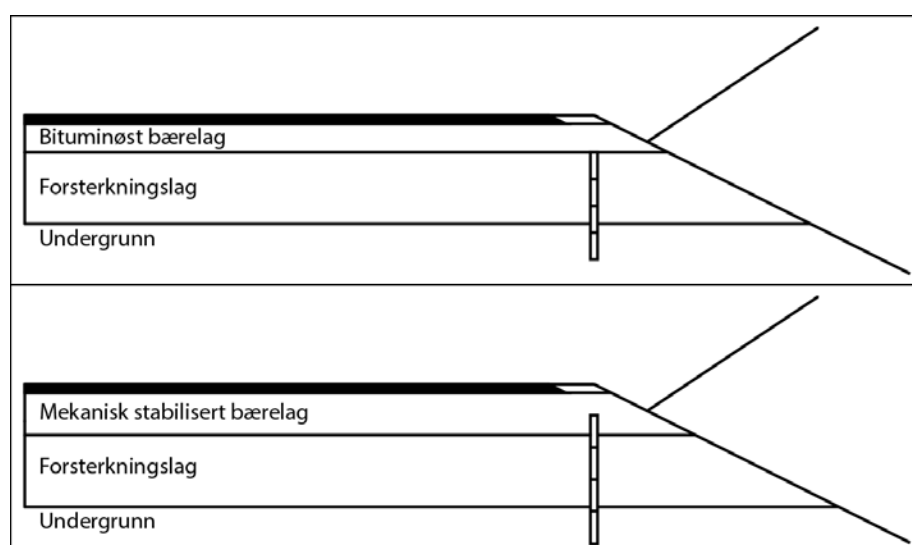 Bituminøst bærelag
Forsterkningslag
Undergrunn
Mekanisk stabilisert bærelag
Forsterkningslag
Undergrunn